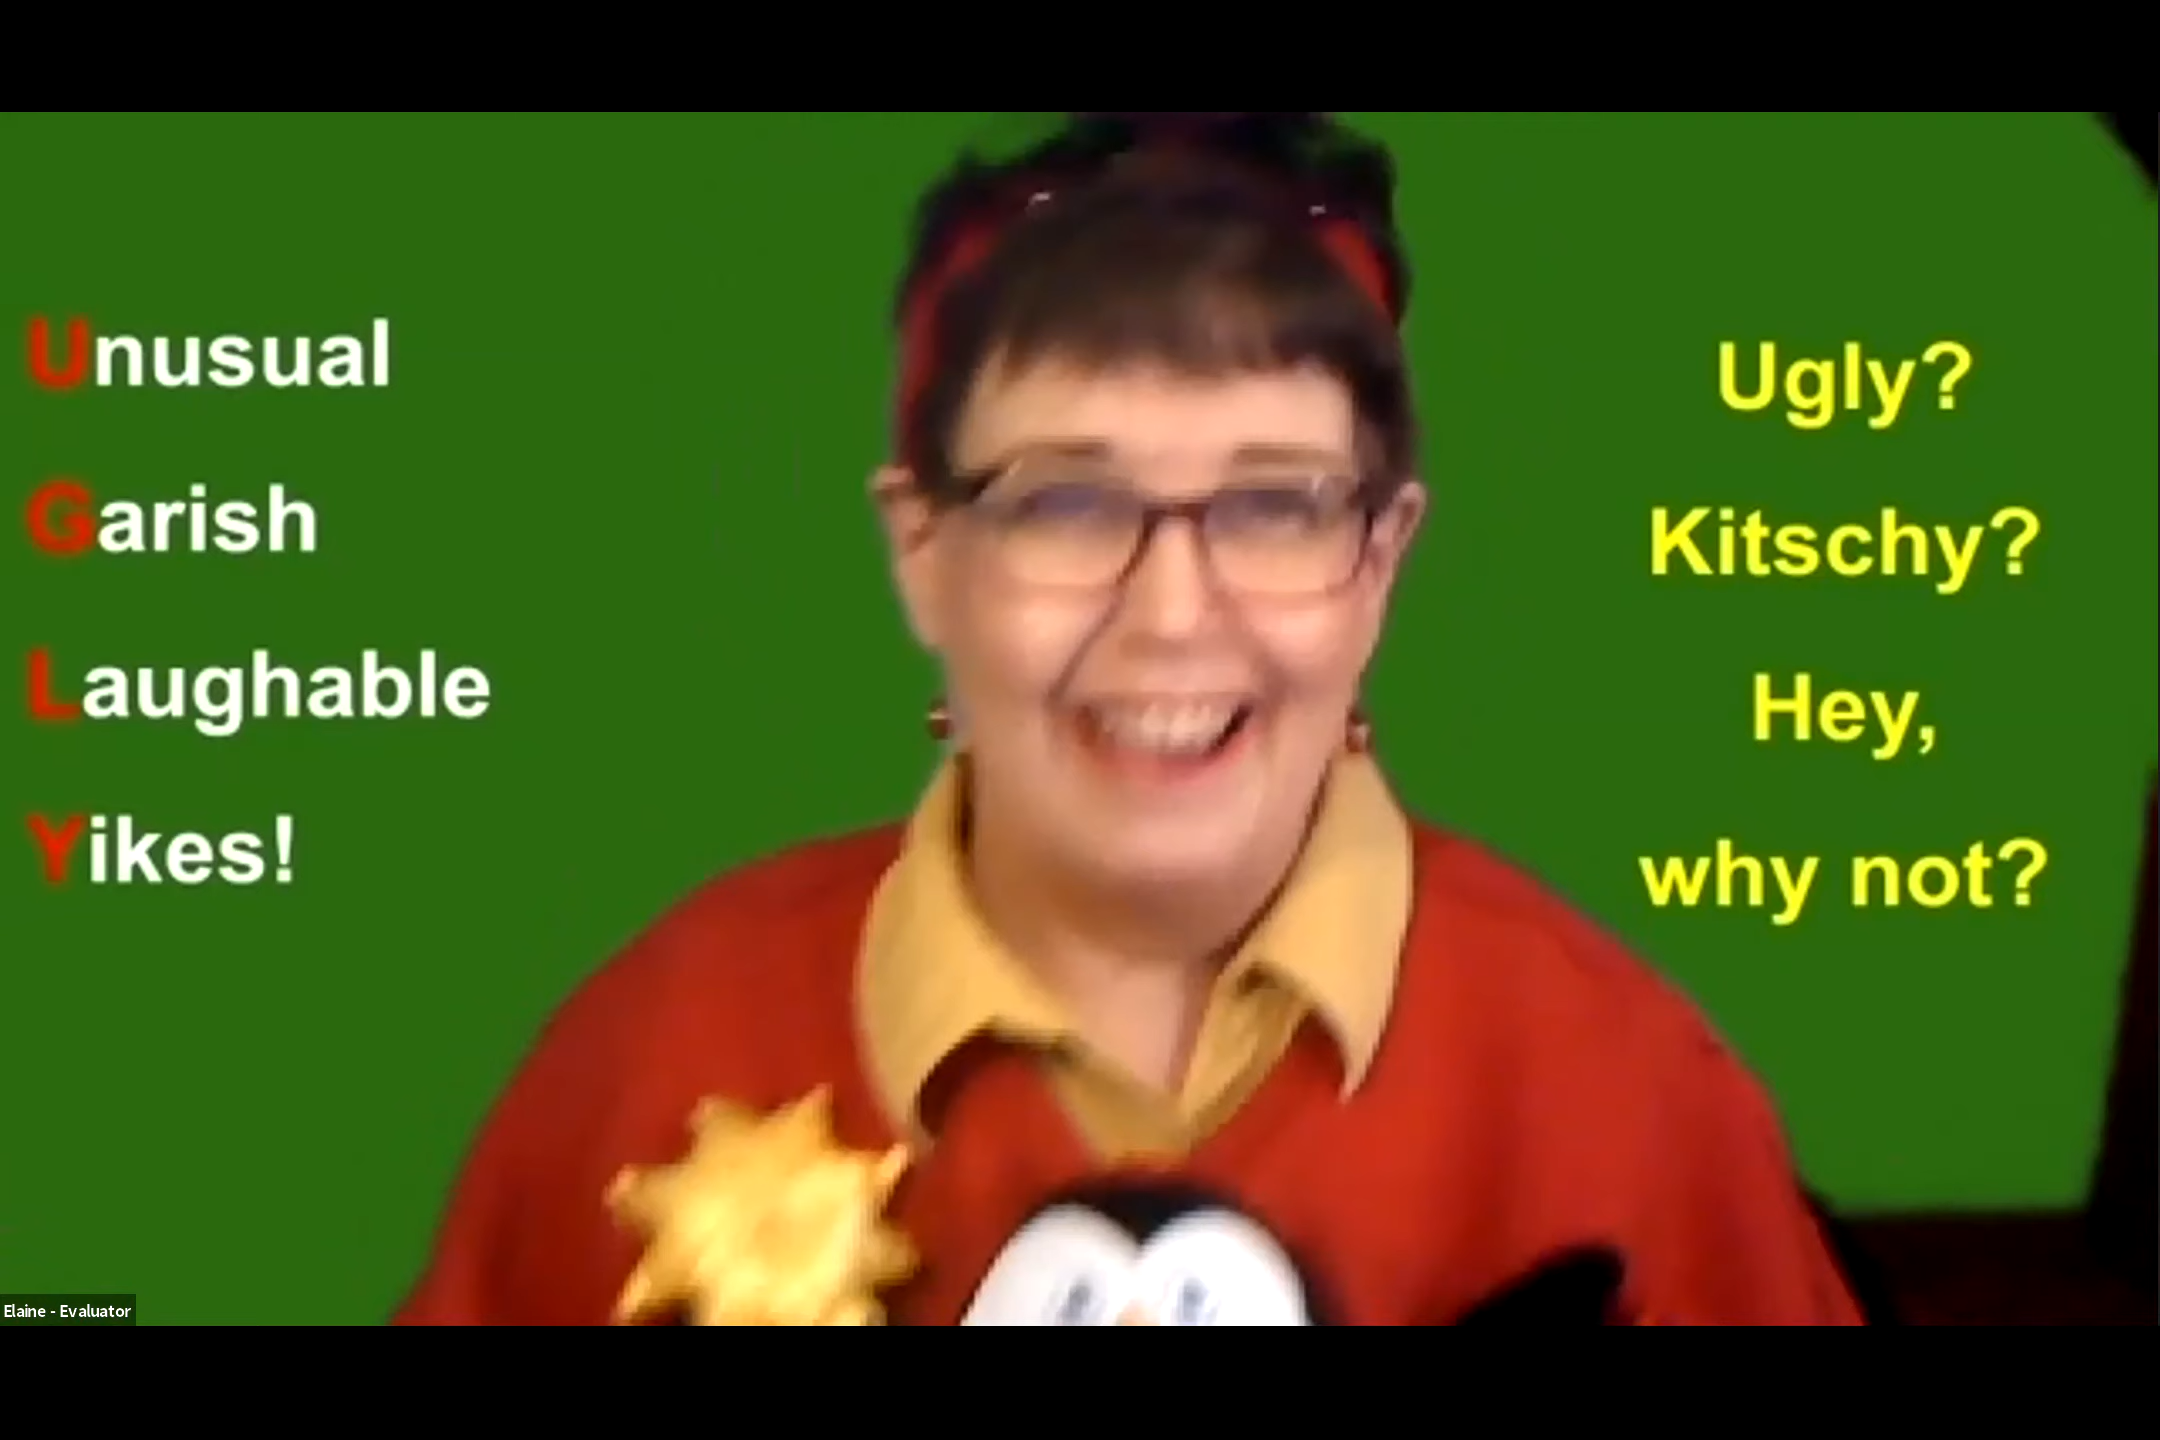 Unusual
Garish
Laughable
Yikes!
Ugly?
Kitschy?
Hey,
why not?
Elaine - Evaluator